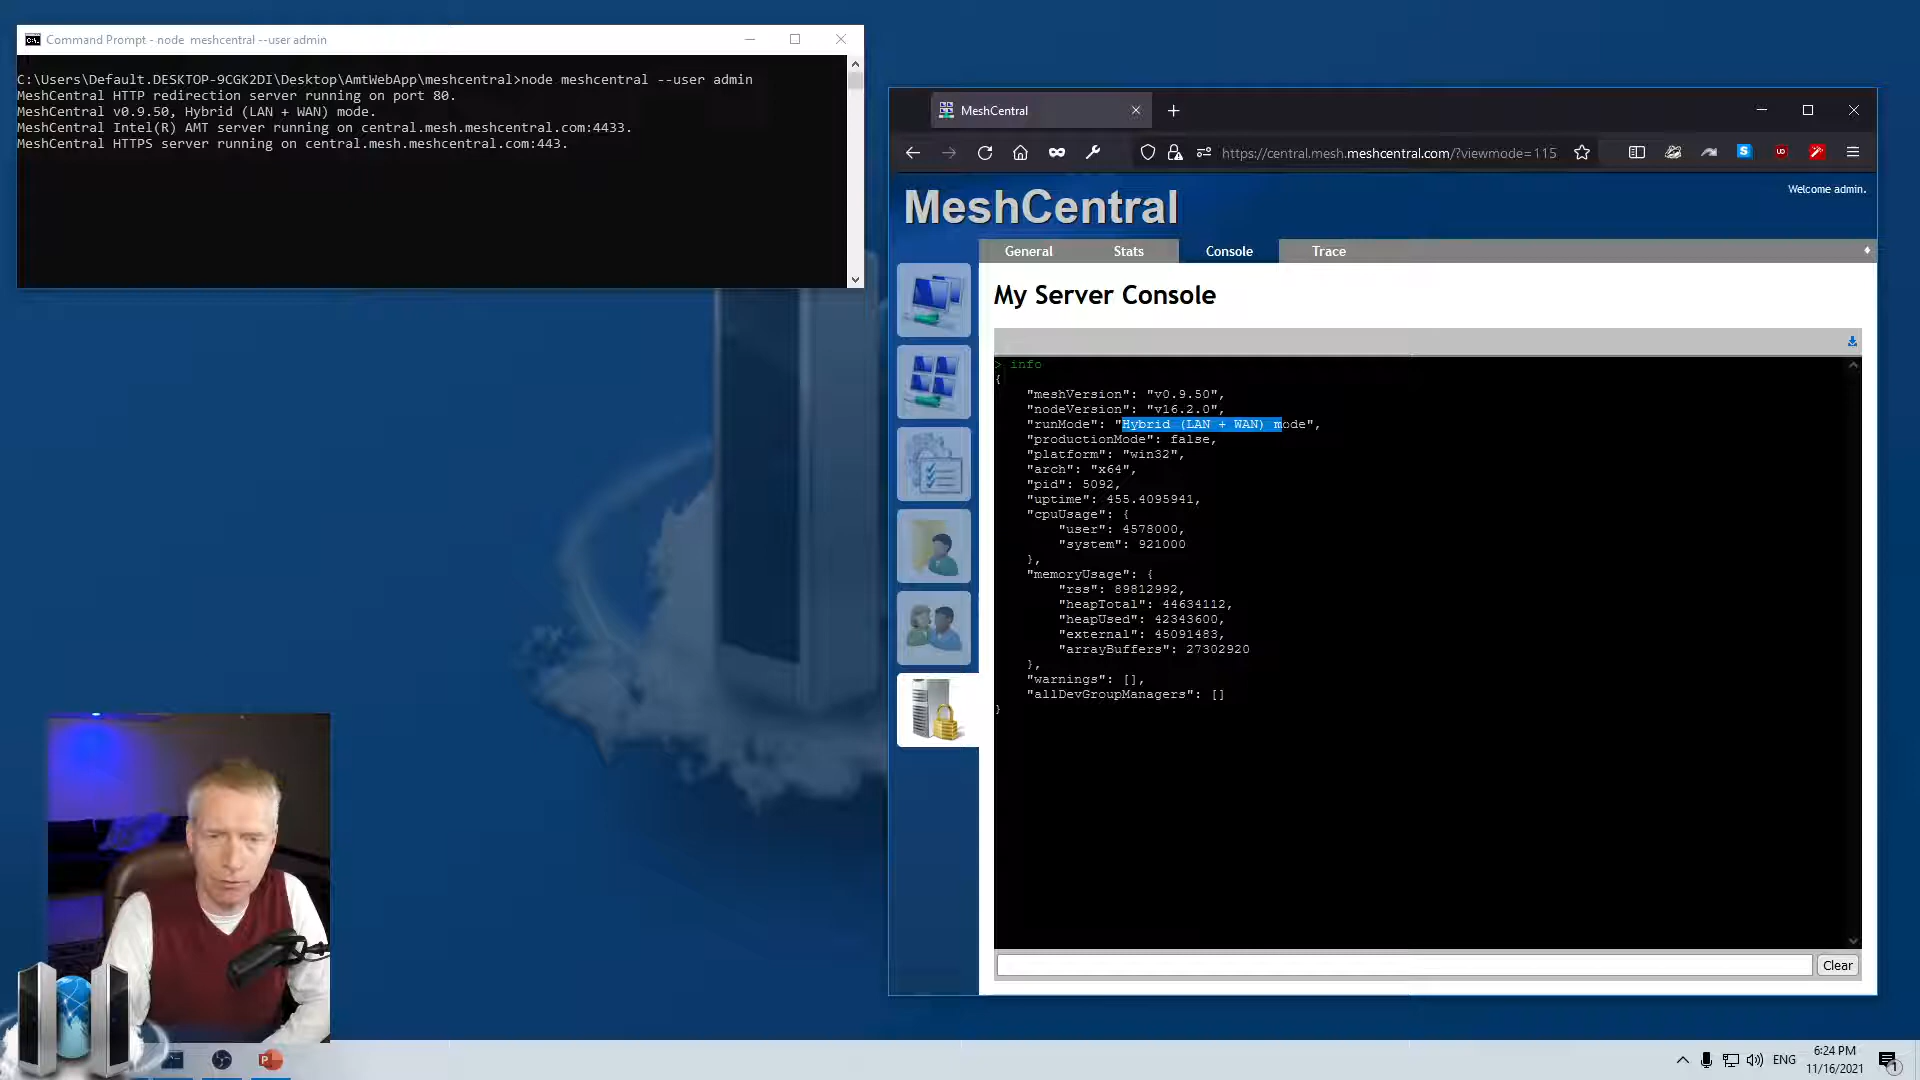 Command Prompt - node  meshcentral --user admin
C:\Users\Default.DESKTOP-9CGK2DI\Desktop\AmtWebApp\meshcentral>node meshcentral --user admin
MeshCentral HTTP redirection server running on port 80.
MeshCentral v0.9.50, Hybrid (LAN + WAN) mode.
MeshCentral Intel(R) AMT server running on central.mesh.meshcentral.com:4433.
MeshCentral HTTPS server running on central.mesh.meshcentral.com:443.
MeshCentral
https://central.mesh.meshcentral.com/?viewmode=115
MeshCentral
Welcome admin.
General Stats Console Trace
My Server Console
> info
{
"meshVersion": "v0.9.50",
"nodeVersion": "v16.2.0",
"runMode": "Hybrid (LAN + WAN) mode",
"productionMode": false,
"platform": "win32",
"arch": "x64",
"pid": 5092,
"uptime": 455.4095941,
"cpuUsage": {
"user": 4578000,
"system": 921000
},
"memoryUsage": {
"rss": 89812992,
"heapTotal": 44634112,
"heapUsed": 42343600,
"external": 45091483,
"arrayBuffers": 27302920
},
"warnings": [],
"allDevGroupManagers": []
}
Clear
ENG
6:24 PM
11/16/2021
1